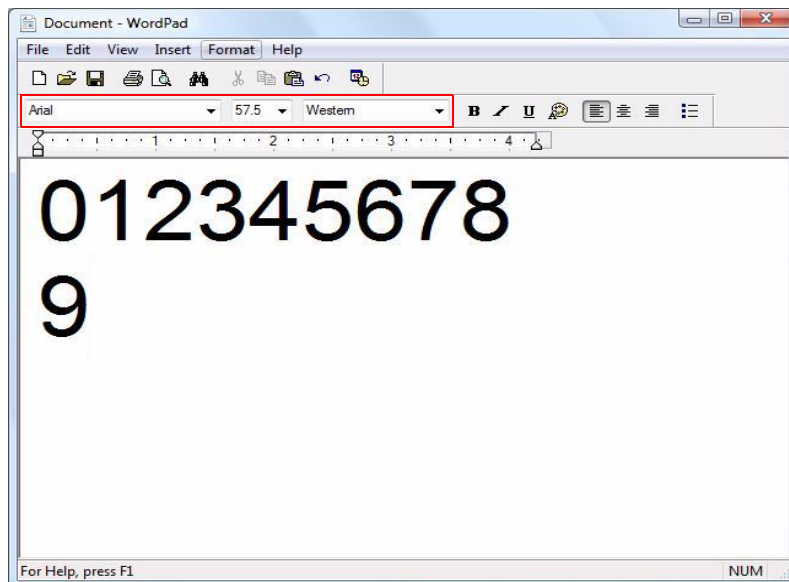 Document - WordPad
File Edit View Insert Format Help
Arial 57.5 Western B I U
1 2 3 4
012345678
9
For Help, press F1 NUM